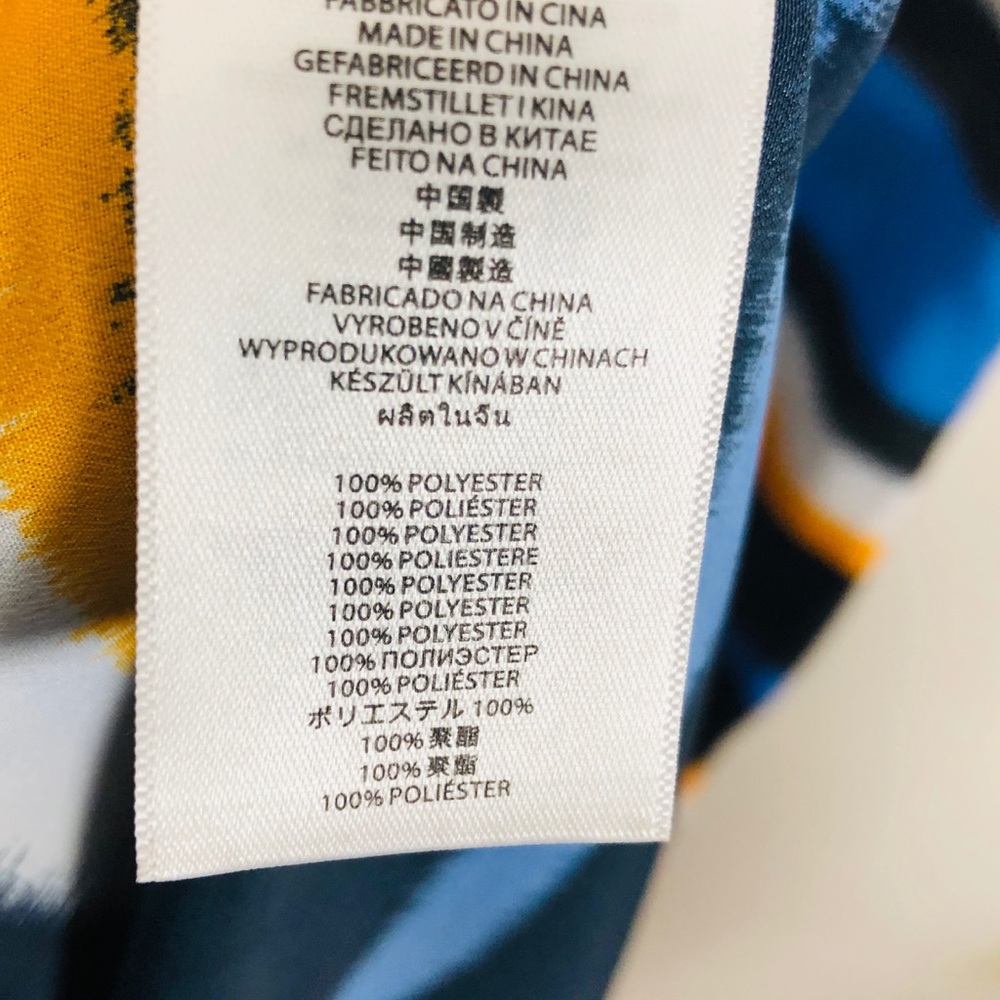 FABBRICATO IN CINA
MADE IN CHINA
GEFABRICEERD IN CHINA
FREMSTILLET I KINA
СДЕЛАНО В КИТАЕ
FEITO NA CHINA
中国製
中国制造
中國製造
FABRICADO NA CHINA
VYROBENO V ČÍNĚ
WYPRODUKOWANO W CHINACH
KÉSZÜLT KÍNÁBAN
ผลิตในจีน
100% POLYESTER
100% POLIÉSTER
100% POLYESTER
100% POLIESTERE
100% POLYESTER
100% POLYESTER
100% POLYESTER
100% ПОЛИЭСТЕР
100% POLIÉSTER
ポリエステル 100%
100% 聚酯
100% 聚酯
100% POLIÉSTER